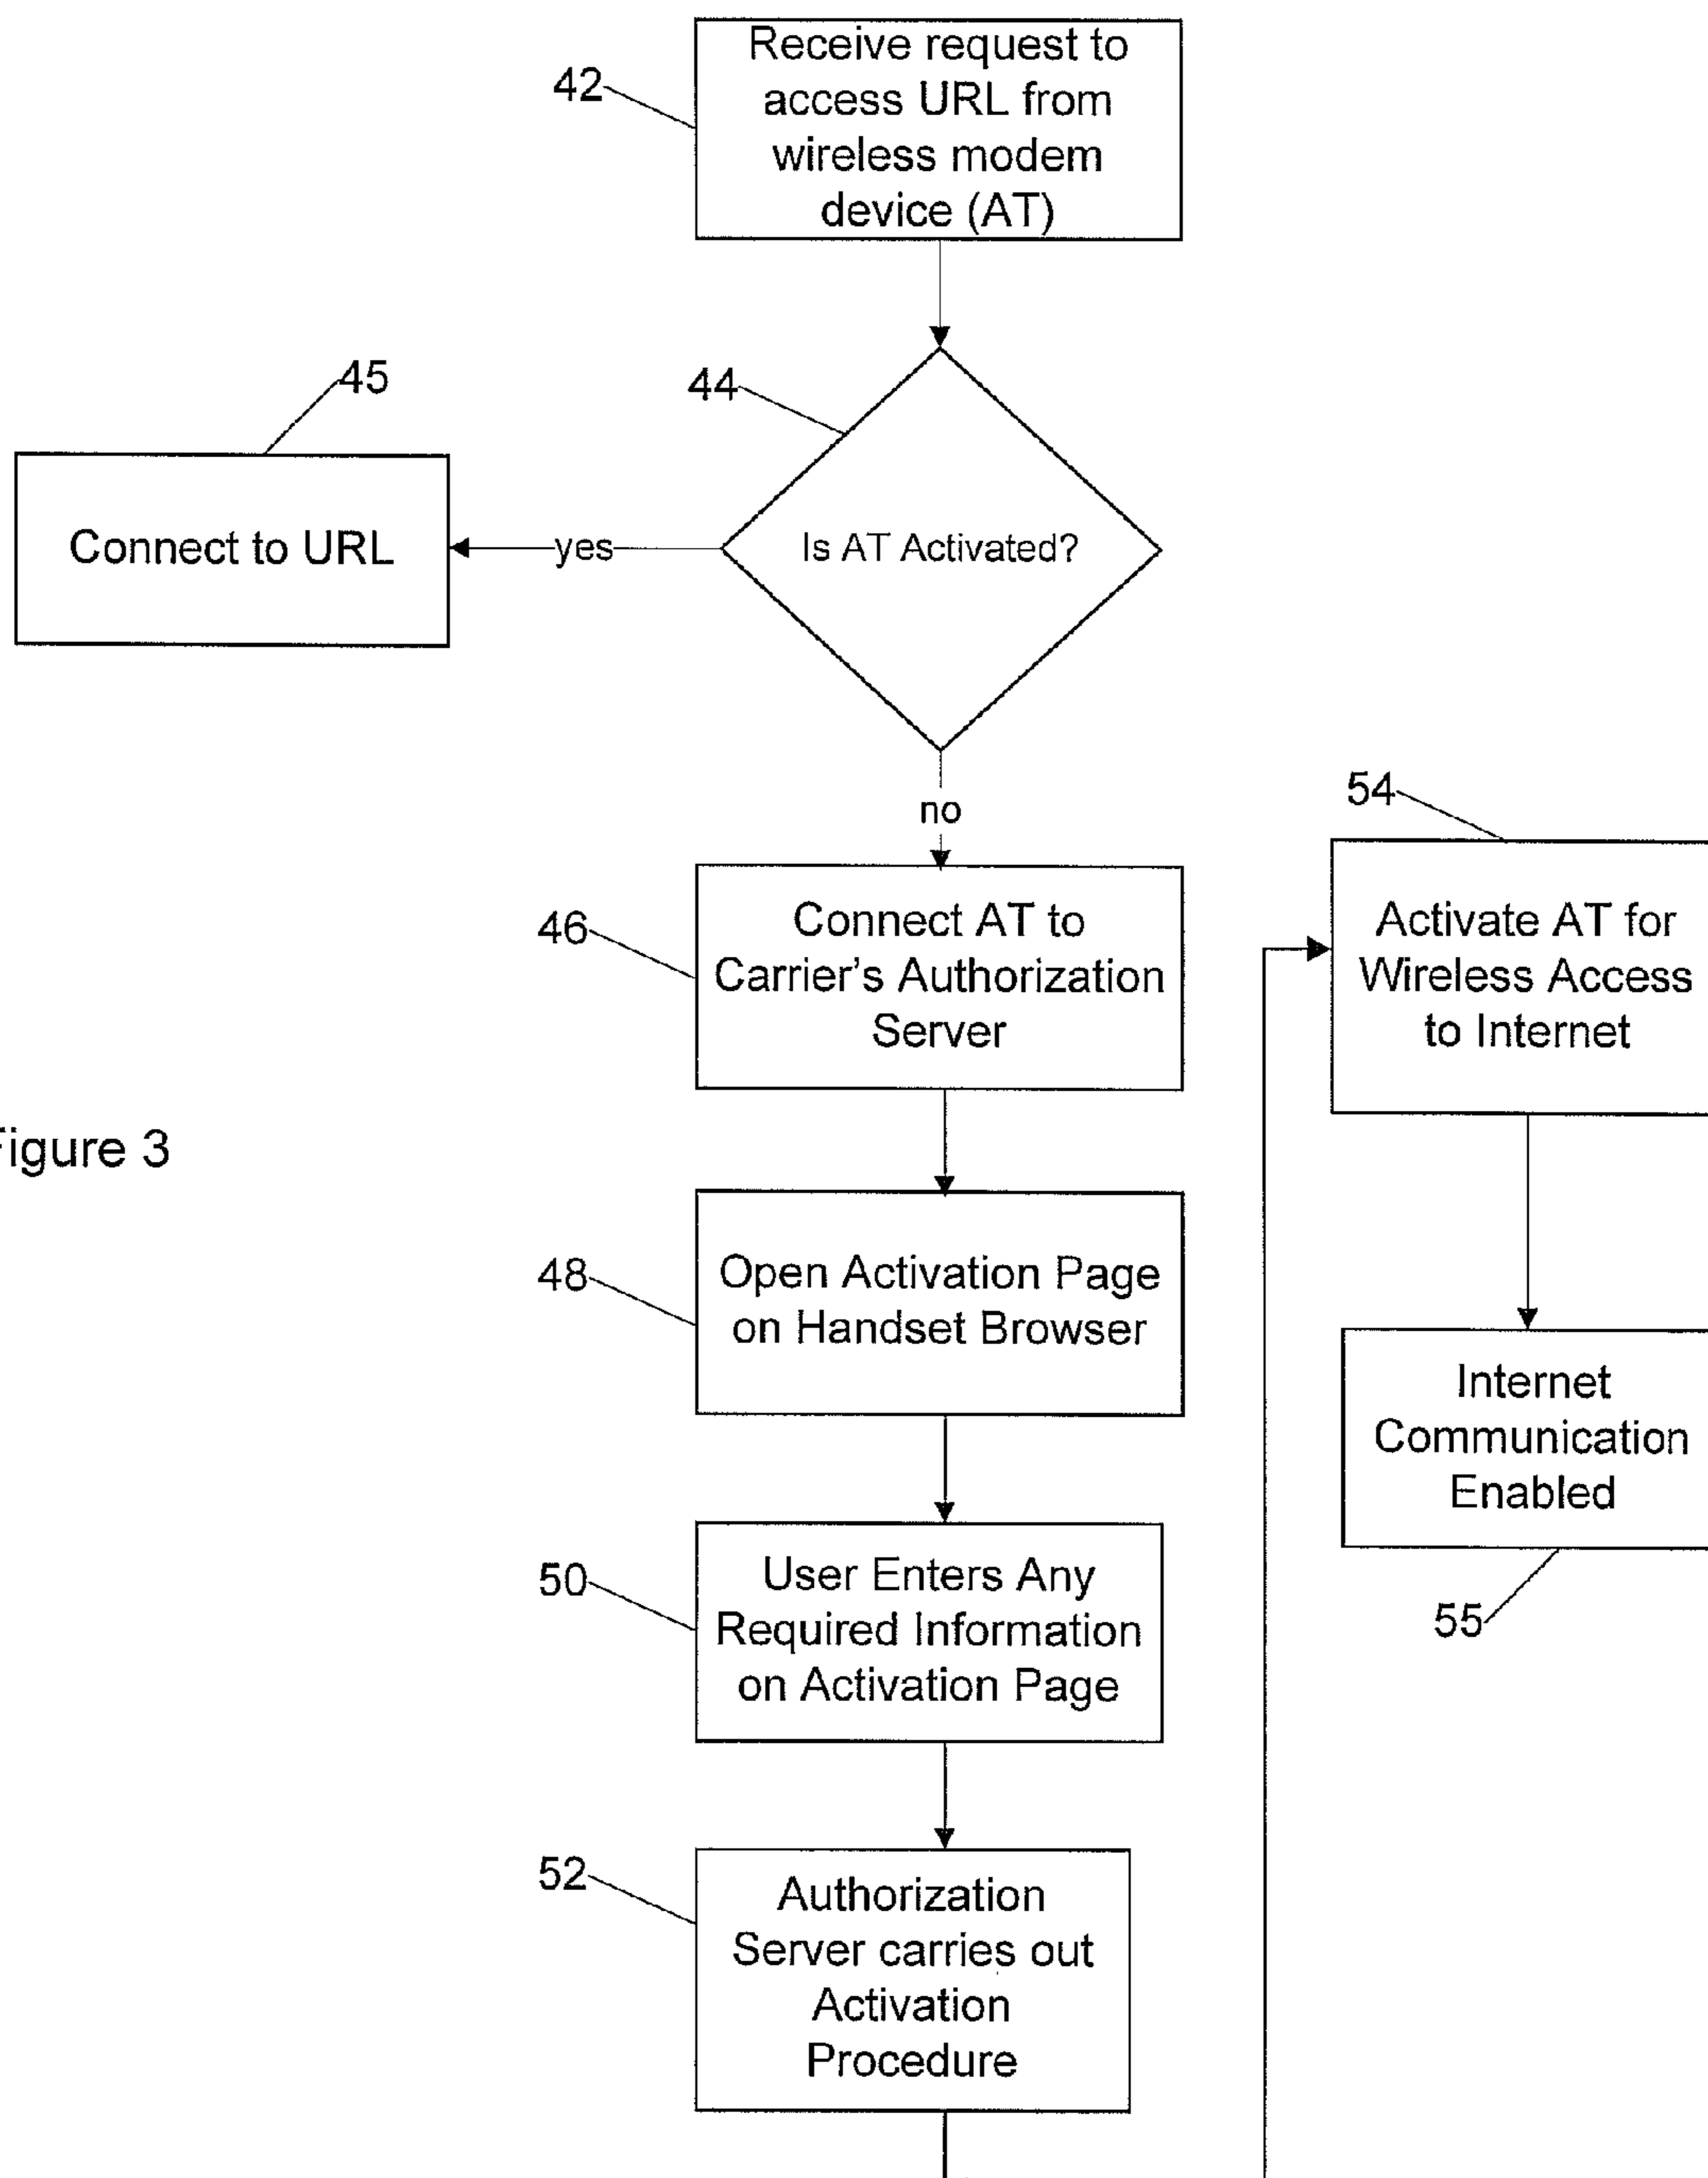 42
Receive request to
access URL from
wireless modem
device (AT)
45
44
Connect to URL
yes
Is AT Activated?
no
46
Connect AT to
Carrier's Authorization
Server
Figure 3
48
Open Activation Page
on Handset Browser
50
User Enters Any
Required Information
on Activation Page
52
Authorization
Server carries out
Activation
Procedure
54
Activate AT for
Wireless Access
to Internet
Internet
Communication
Enabled
55